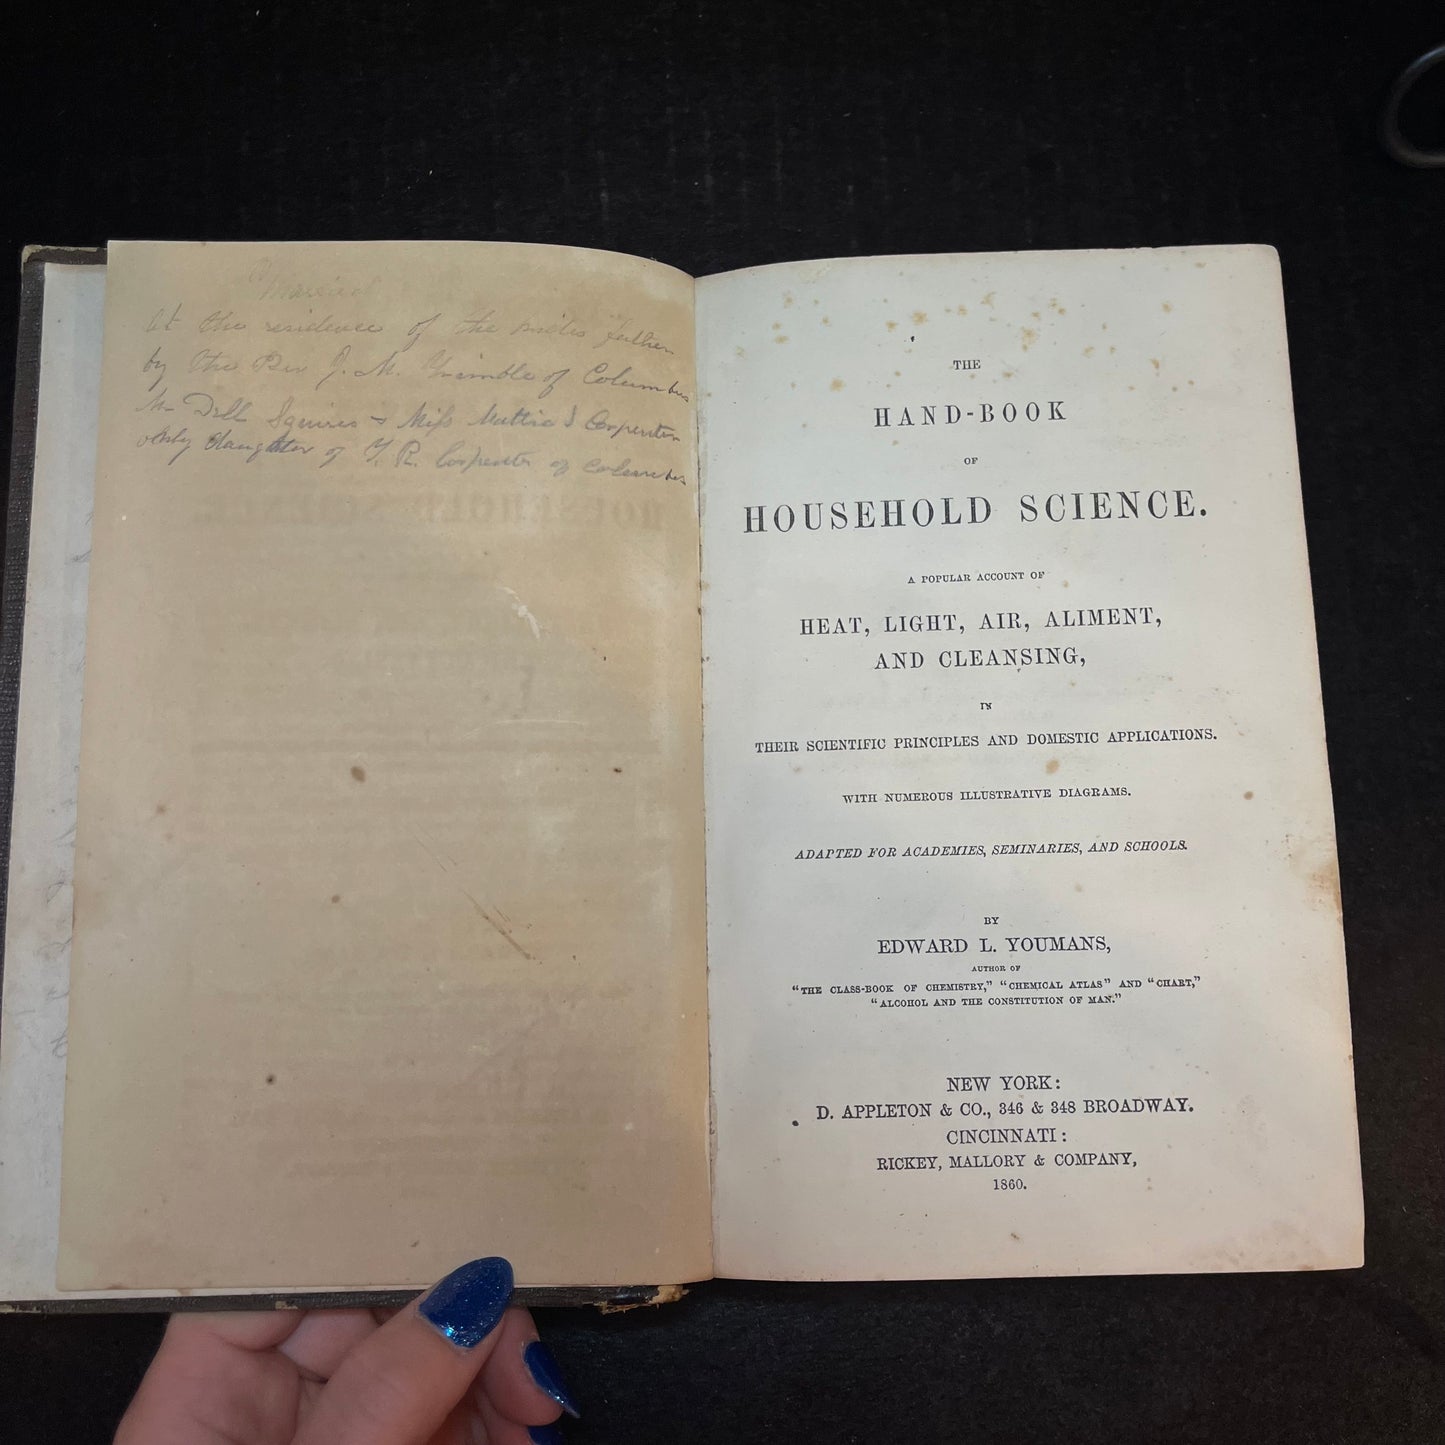 Married
At the residence of the brides father
by the Rev J. M. Trimble of Columbus
Mr Dell Squires & Miss Mattie J Carpenter
only daughter of T. R. Carpenter of Columbus
THE
HAND-BOOK
OF
HOUSEHOLD SCIENCE.
A POPULAR ACCOUNT OF
HEAT, LIGHT, AIR, ALIMENT,
AND CLEANSING,
IN
THEIR SCIENTIFIC PRINCIPLES AND DOMESTIC APPLICATIONS.
WITH NUMEROUS ILLUSTRATIVE DIAGRAMS.
ADAPTED FOR ACADEMIES, SEMINARIES, AND SCHOOLS.
BY
EDWARD L. YOUMANS,
AUTHOR OF
"THE CLASS-BOOK OF CHEMISTRY," "CHEMICAL ATLAS" AND "CHART,"
"ALCOHOL AND THE CONSTITUTION OF MAN."
NEW YORK:
D. APPLETON & CO., 346 & 348 BROADWAY.
CINCINNATI:
RICKEY, MALLORY & COMPANY,
1860.